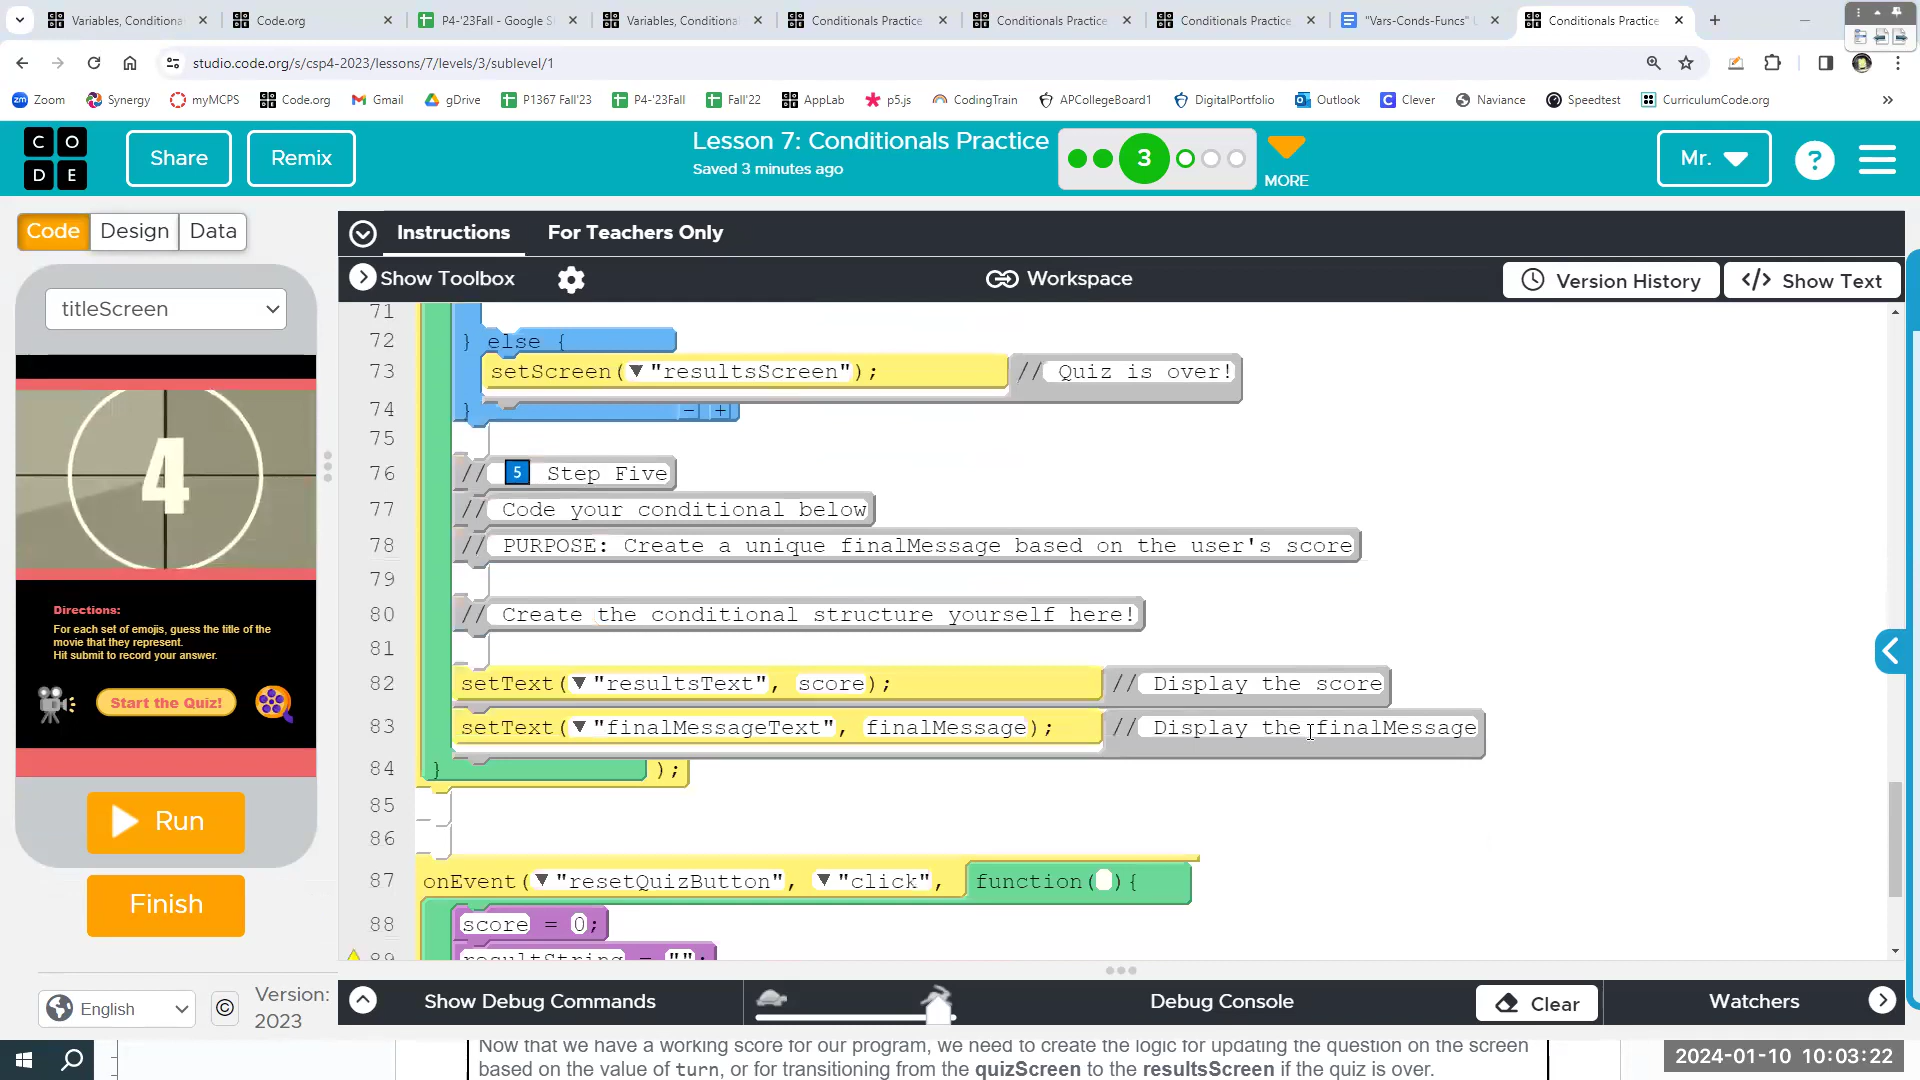 Variables, Conditiona
Code.org
P4-'23Fall - Google S
Variables, Conditional
Conditionals Practice
Conditionals Practice
Conditionals Practice
"Vars-Conds-Funcs"
Conditionals Practice
studio.code.org/s/csp4-2023/lessons/7/levels/3/sublevel/1
Zoom
Synergy
myMCPS
Code.org
Gmail
gDrive
P1367 Fall'23
P4-'23Fall
Fall'22
AppLab
p5.js
CodingTrain
APCollegeBoard1
DigitalPortfolio
Outlook
Clever
Naviance
Speedtest
CurriculumCode.org
C O D E
Share
Remix
Lesson 7: Conditionals Practice
Saved 3 minutes ago
3
MORE
Mr.
?
Code
Design
Data
Instructions
For Teachers Only
Show Toolbox
Workspace
Version History
</> Show Text
titleScreen
4
Directions:
For each set of emojis, guess the title of the
movie that they represent.
Hit submit to record your answer.
Start the Quiz!
Run
Finish
English
©
Version:
2023
71
72 } else {
73 setScreen(▼"resultsScreen"); // Quiz is over!
74 } - +
75
76 // 5 Step Five
77 // Code your conditional below
78 // PURPOSE: Create a unique finalMessage based on the user's score
79
80 // Create the conditional structure yourself here!
81
82 setText(▼"resultsText", score); // Display the score
83 setText(▼"finalMessageText", finalMessage); // Display the finalMessage
84 } );
85
86
87 onEvent(▼"resetQuizButton", ▼"click", function( ){
88 score = 0;
89 resultString = "";
Show Debug Commands
Debug Console
Clear
Watchers
Now that we have a working score for our program, we need to create the logic for updating the question on the screen
based on the value of turn, or for transitioning from the quizScreen to the resultsScreen if the quiz is over.
2024-01-10 10:03:22